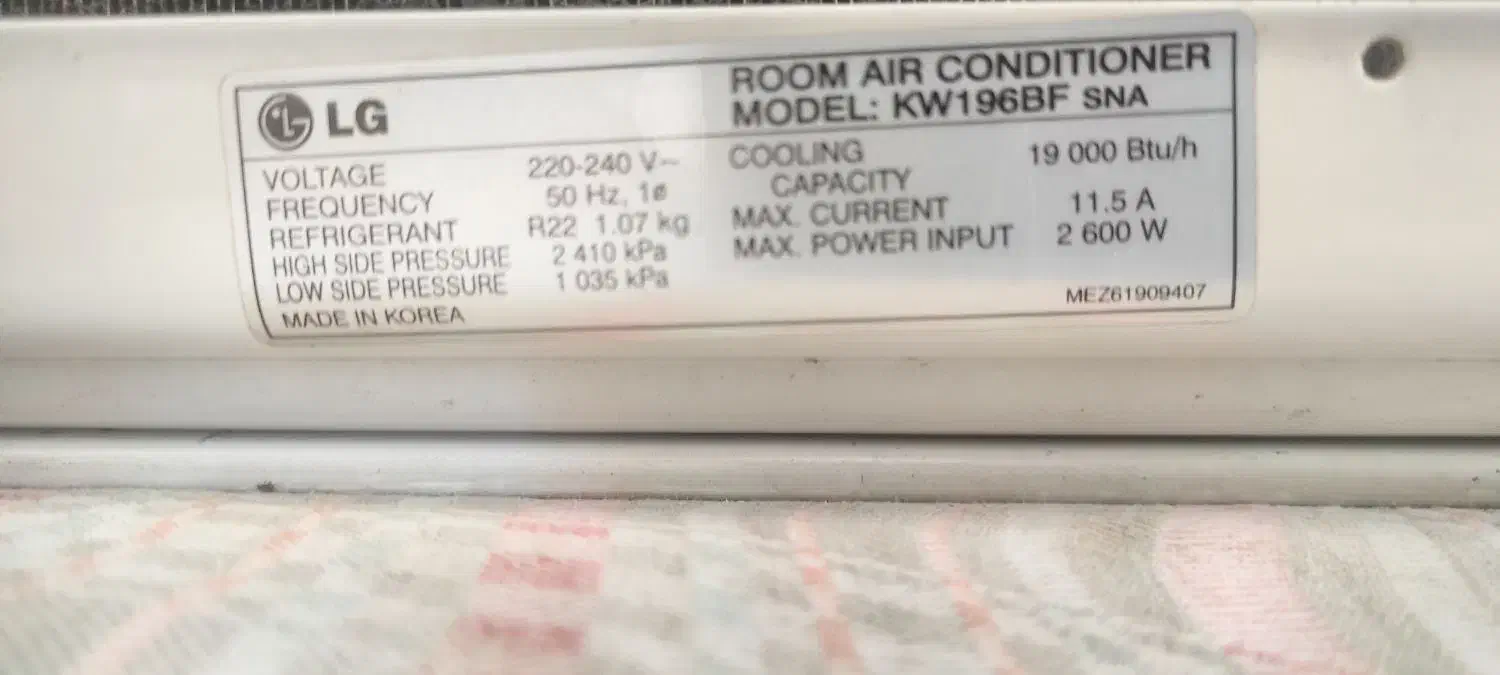 LG
ROOM AIR CONDITIONER
MODEL: KW196BF SNA
VOLTAGE 220-240 V~
FREQUENCY 50 Hz, 1ø
REFRIGERANT R22 1.07 kg
HIGH SIDE PRESSURE 2 410 kPa
LOW SIDE PRESSURE 1 035 kPa
MADE IN KOREA
COOLING 19 000 Btu/h
CAPACITY
MAX. CURRENT 11.5 A
MAX. POWER INPUT 2 600 W
MEZ61909407